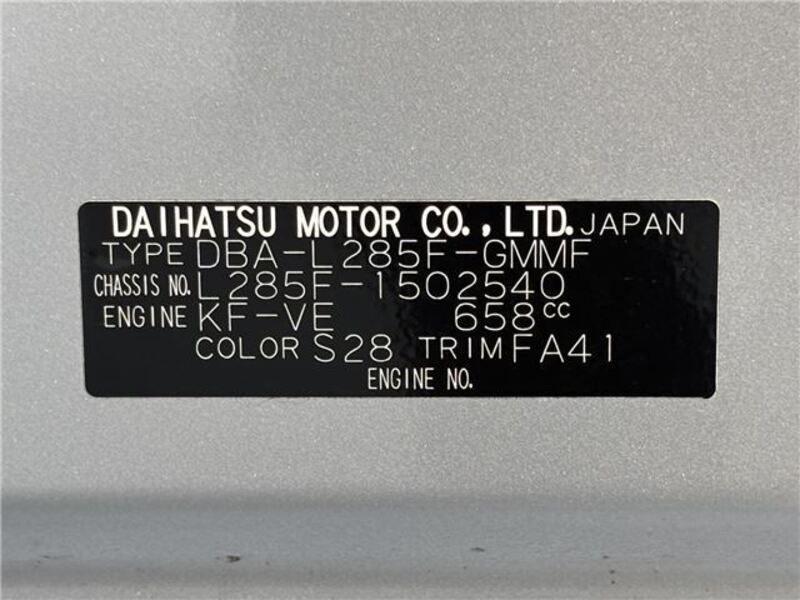 DAIHATSU MOTOR CO., LTD. JAPAN
TYPE DBA-L285F-GMMF
CHASSIS NO. L285F-1502540
ENGINE KF-VE 658cc
COLOR S28 TRIM FA41
ENGINE NO.